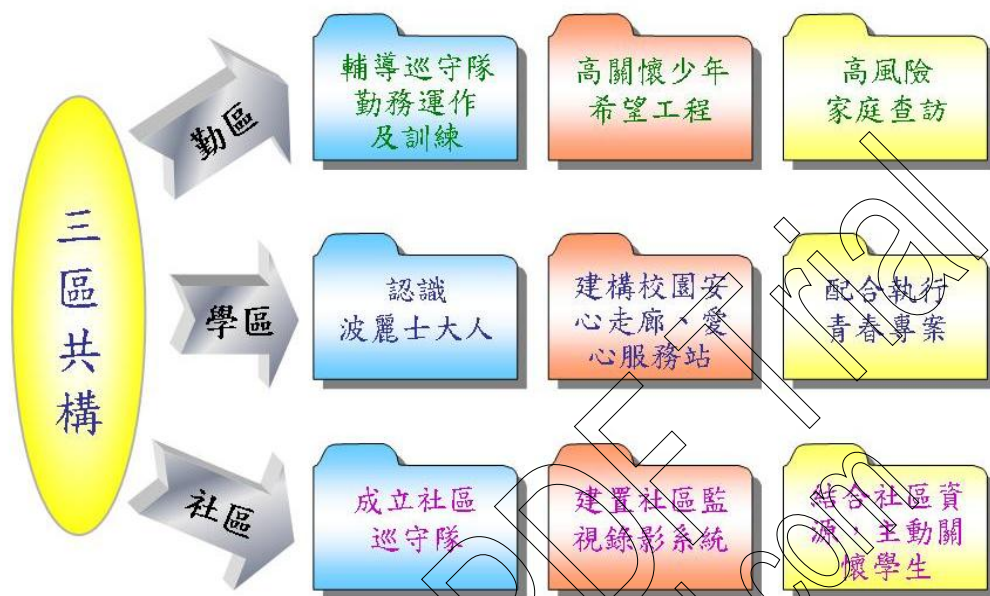 三區共構
勤區
輔導巡守隊
勤務運作
及訓練
高關懷少年
希望工程
高風險
家庭查訪
學區
認識
波麗士大人
建構校園安
心走廊、愛
心服務站
配合執行
青春專案
社區
成立社區
巡守隊
建置社區監
視錄影系統
結合社區資
源，主動關
懷學生
PDF Trial
.com